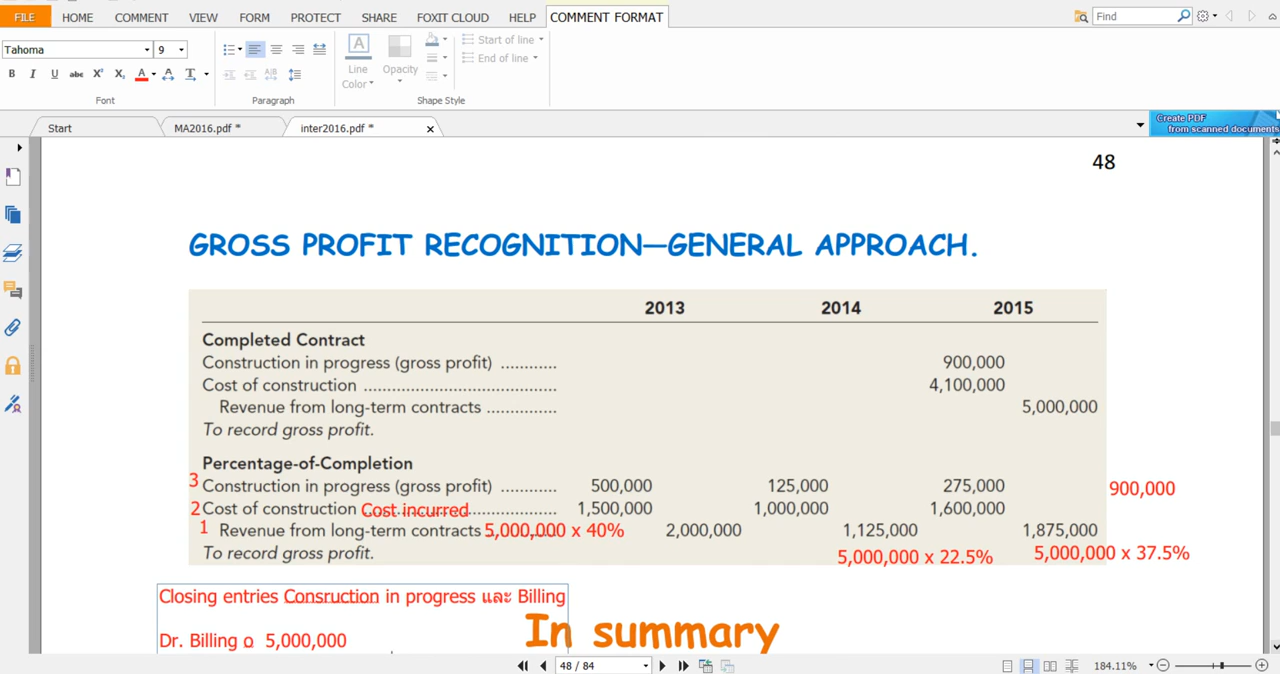 FILE HOME COMMENT VIEW FORM PROTECT SHARE FOXIT CLOUD HELP COMMENT FORMAT Find
Tahoma 9 Start of line
End of line
B I U abc X² X₂ A A T A|B Line Color Opacity
Font Paragraph Shape Style
Start MA2016.pdf * inter2016.pdf * Create PDF
from scanned documents
48
GROSS PROFIT RECOGNITION—GENERAL APPROACH.
2013 2014 2015
Completed Contract
Construction in progress (gross profit) ............ 900,000
Cost of construction ........................................ 4,100,000
Revenue from long-term contracts ............... 5,000,000
To record gross profit.
Percentage-of-Completion
3 Construction in progress (gross profit) ............ 500,000 125,000 275,000 900,000
2 Cost of construction Cost incurred .................. 1,500,000 1,000,000 1,600,000
1 Revenue from long-term contracts 5,000,000 x 40% 2,000,000 1,125,000 1,875,000
To record gross profit. 5,000,000 x 22.5% 5,000,000 x 37.5%
Closing entries Consruction in progress และ Billing
In summary
Dr. Billing o 5,000,000
48 / 84 184.11%